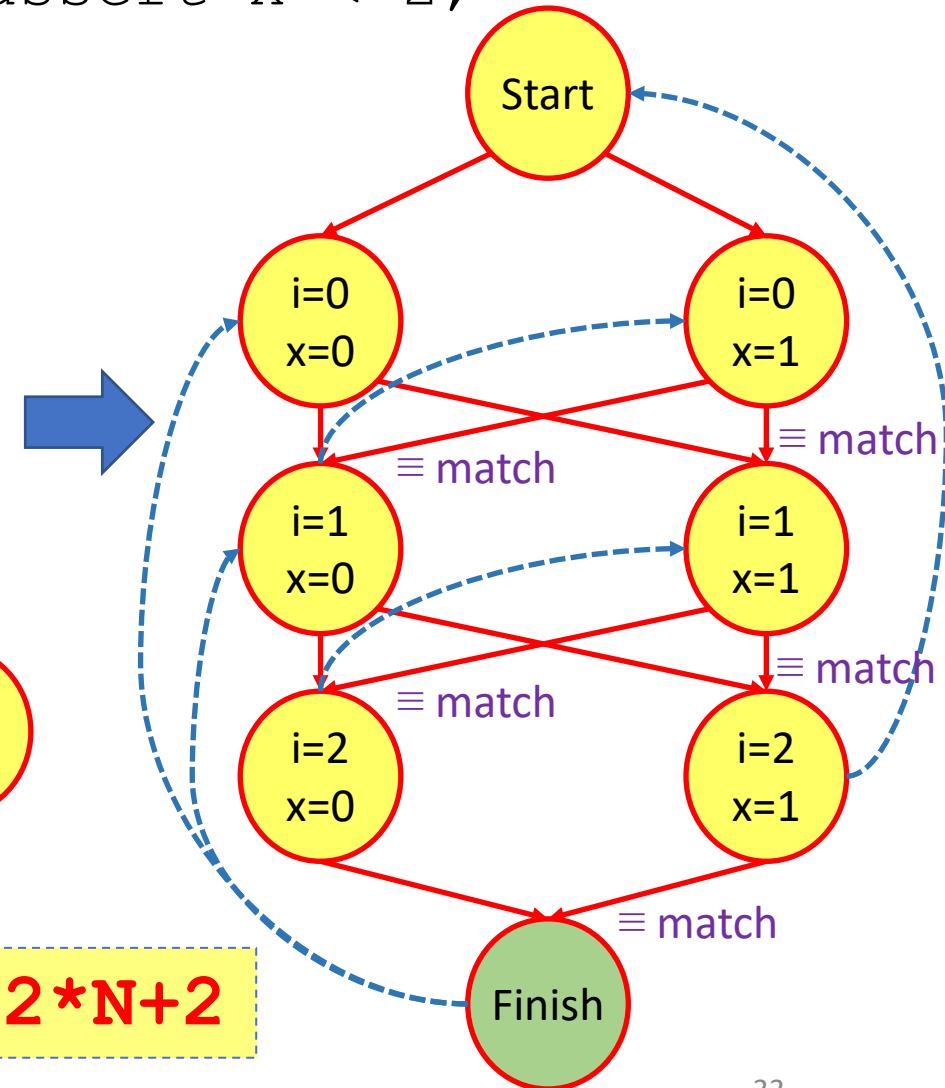 Start
i=0
x=0
i=0
x=1
≡ match
≡ match
i=1
x=0
i=1
x=1
≡ match
≡ match
i=2
x=0
i=2
x=1
≡ match
2*N+2
Finish